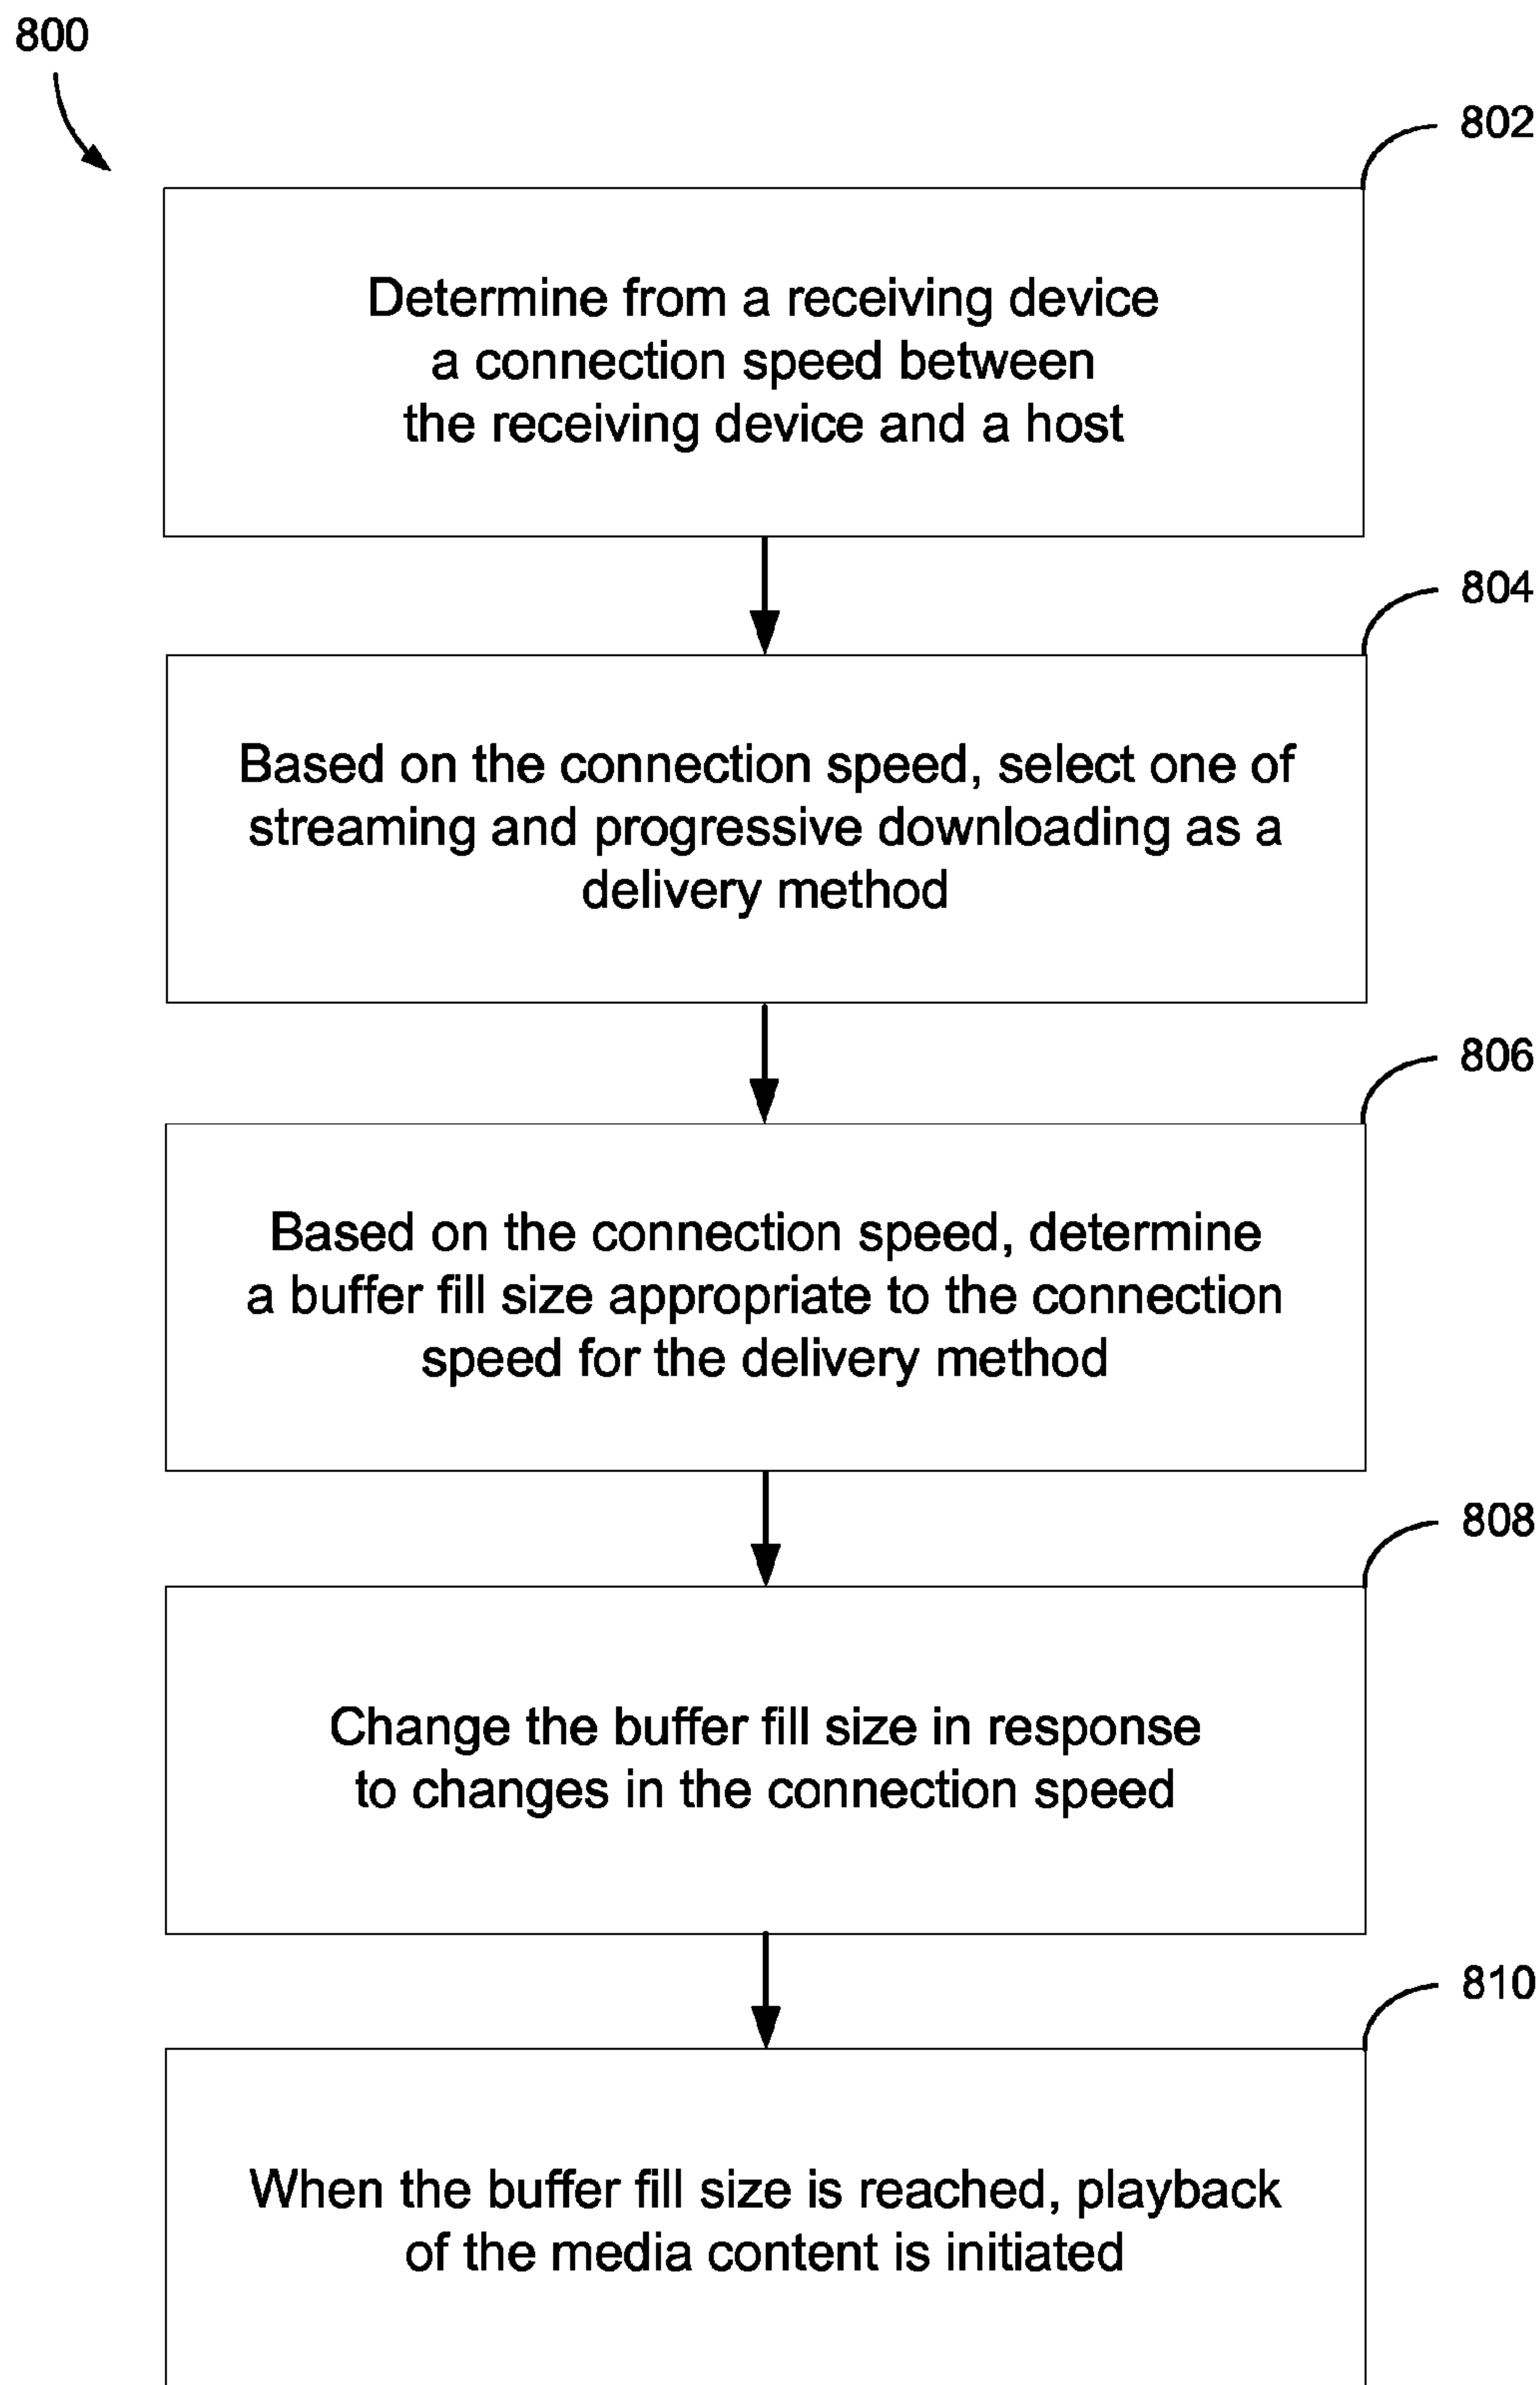 800
802
Determine from a receiving device
a connection speed between
the receiving device and a host
804
Based on the connection speed, select one of
streaming and progressive downloading as a
delivery method
806
Based on the connection speed, determine
a buffer fill size appropriate to the connection
speed for the delivery method
808
Change the buffer fill size in response
to changes in the connection speed
810
When the buffer fill size is reached, playback
of the media content is initiated